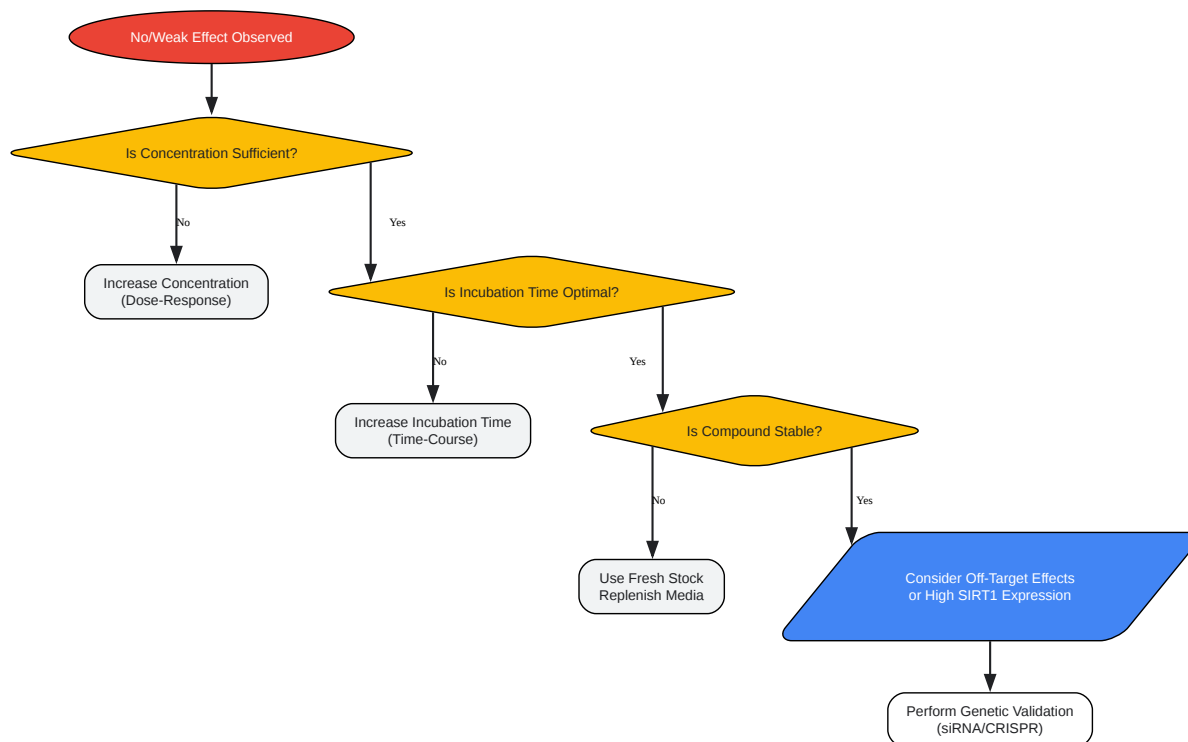 No/Weak Effect Observed
Is Concentration Sufficient?
No
Yes
Increase Concentration
(Dose-Response)
Is Incubation Time Optimal?
No
Yes
Increase Incubation Time
(Time-Course)
Is Compound Stable?
No
Yes
Use Fresh Stock
Replenish Media
Consider Off-Target Effects
or High SIRT1 Expression
Perform Genetic Validation
(siRNA/CRISPR)